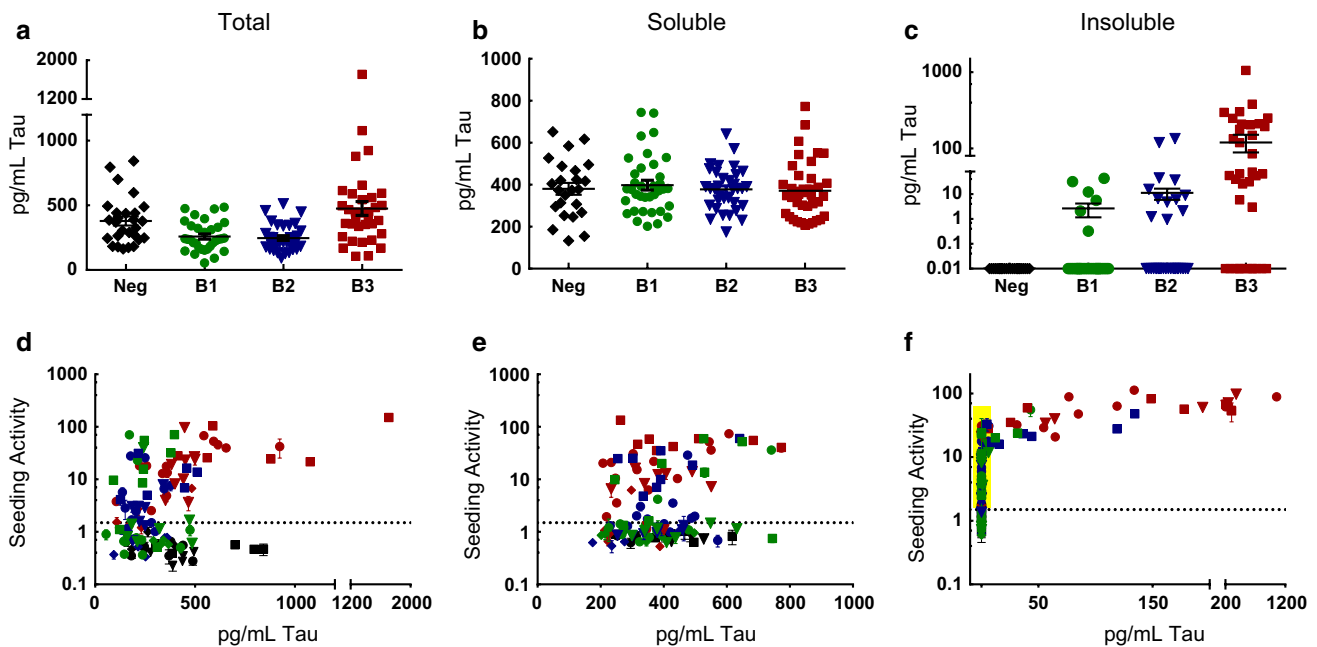 a Total
b Soluble
c Insoluble
pg/mL Tau
2000
1200
1000
500
0
Neg B1 B2 B3
pg/mL Tau
1000
800
600
400
200
0
Neg B1 B2 B3
pg/mL Tau
1000
100
10
1
0.1
0.01
Neg B1 B2 B3
d
Seeding Activity
1000
100
10
1
0.1
0 500 1000 1200 2000
pg/mL Tau
e
Seeding Activity
1000
100
10
1
0.1
0 200 400 600 800 1000
pg/mL Tau
f
Seeding Activity
100
10
1
0.1
50 150 200 1200
pg/mL Tau